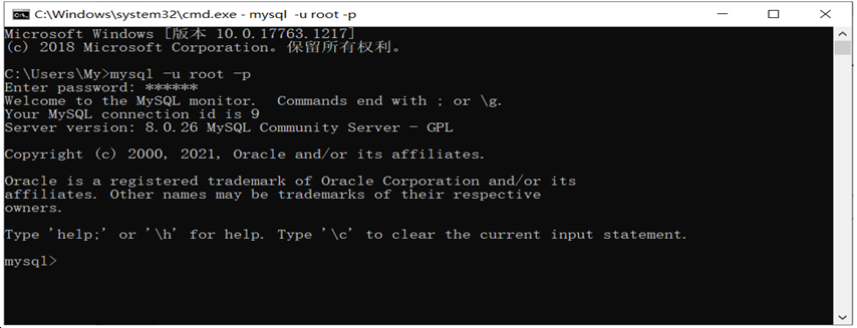 C:\Windows\system32\cmd.exe - mysql -u root -p
Microsoft Windows [版本 10.0.17763.1217]
(c) 2018 Microsoft Corporation。保留所有权利。
C:\Users\My>mysql -u root -p
Enter password: ******
Welcome to the MySQL monitor.  Commands end with ; or \g.
Your MySQL connection id is 9
Server version: 8.0.26 MySQL Community Server - GPL
Copyright (c) 2000, 2021, Oracle and/or its affiliates.
Oracle is a registered trademark of Oracle Corporation and/or its
affiliates. Other names may be trademarks of their respective
owners.
Type 'help;' or '\h' for help. Type '\c' to clear the current input statement.
mysql>